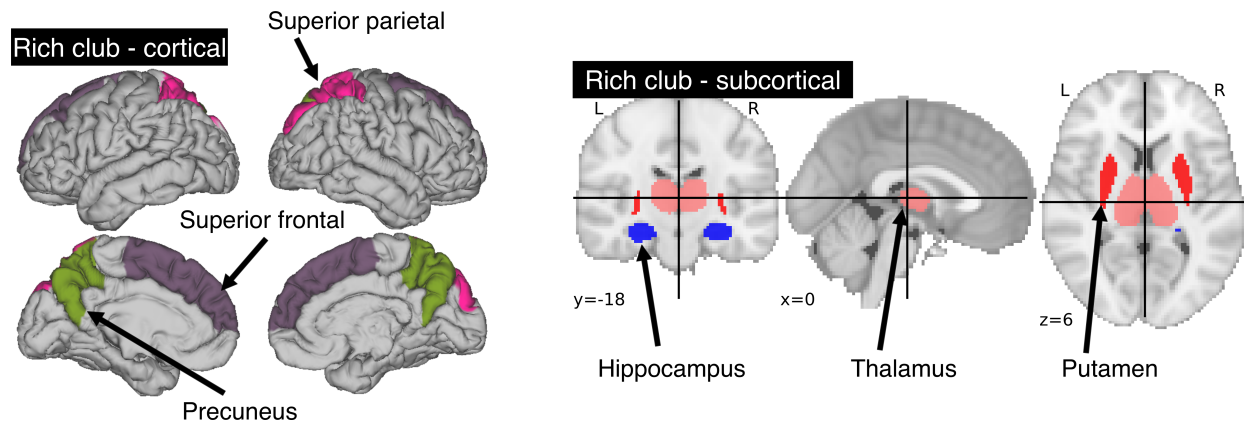 Superior parietal
Rich club - cortical
Superior frontal
Precuneus
Rich club - subcortical
L
R
y=-18
x=0
L
R
z=6
Hippocampus
Thalamus
Putamen